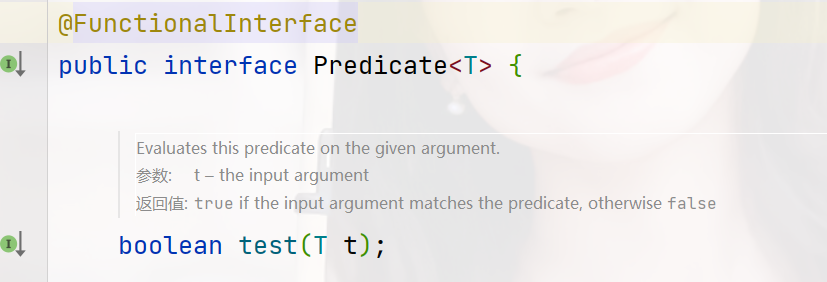 @FunctionalInterface
public interface Predicate<T> {
Evaluates this predicate on the given argument.
参数: t – the input argument
返回值: true if the input argument matches the predicate, otherwise false
boolean test(T t);